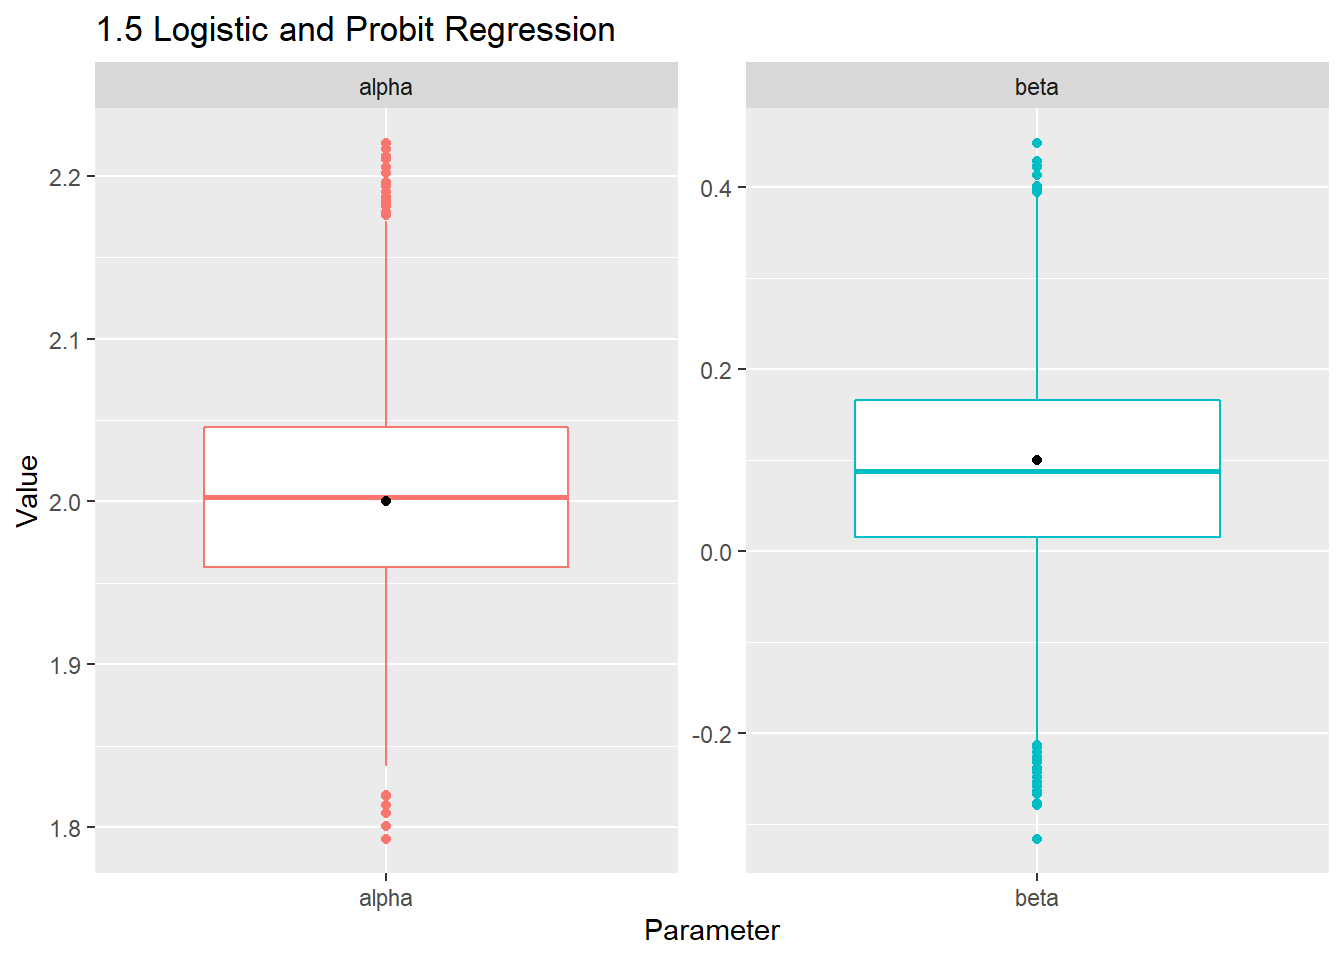 1.5 Logistic and Probit Regression
alpha
beta
Value
2.2
2.1
2.0
1.9
1.8
0.4
0.2
0.0
-0.2
alpha
beta
Parameter